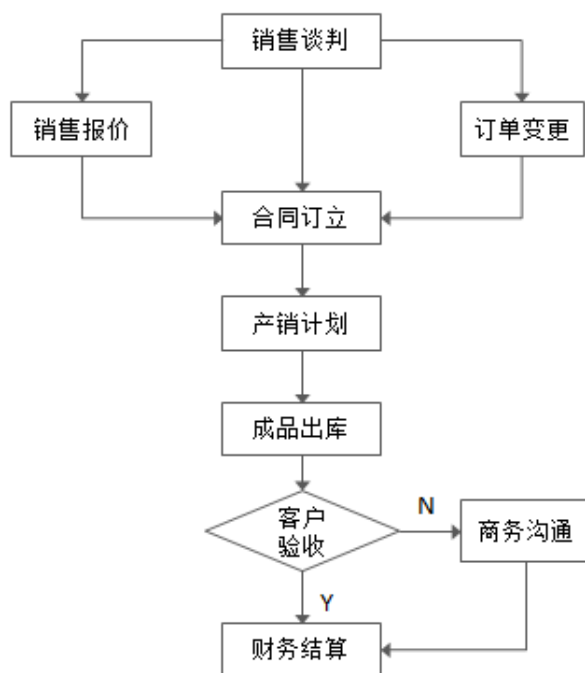 销售谈判
销售报价
订单变更
合同订立
产销计划
成品出库
客户
验收
N
商务沟通
Y
财务结算